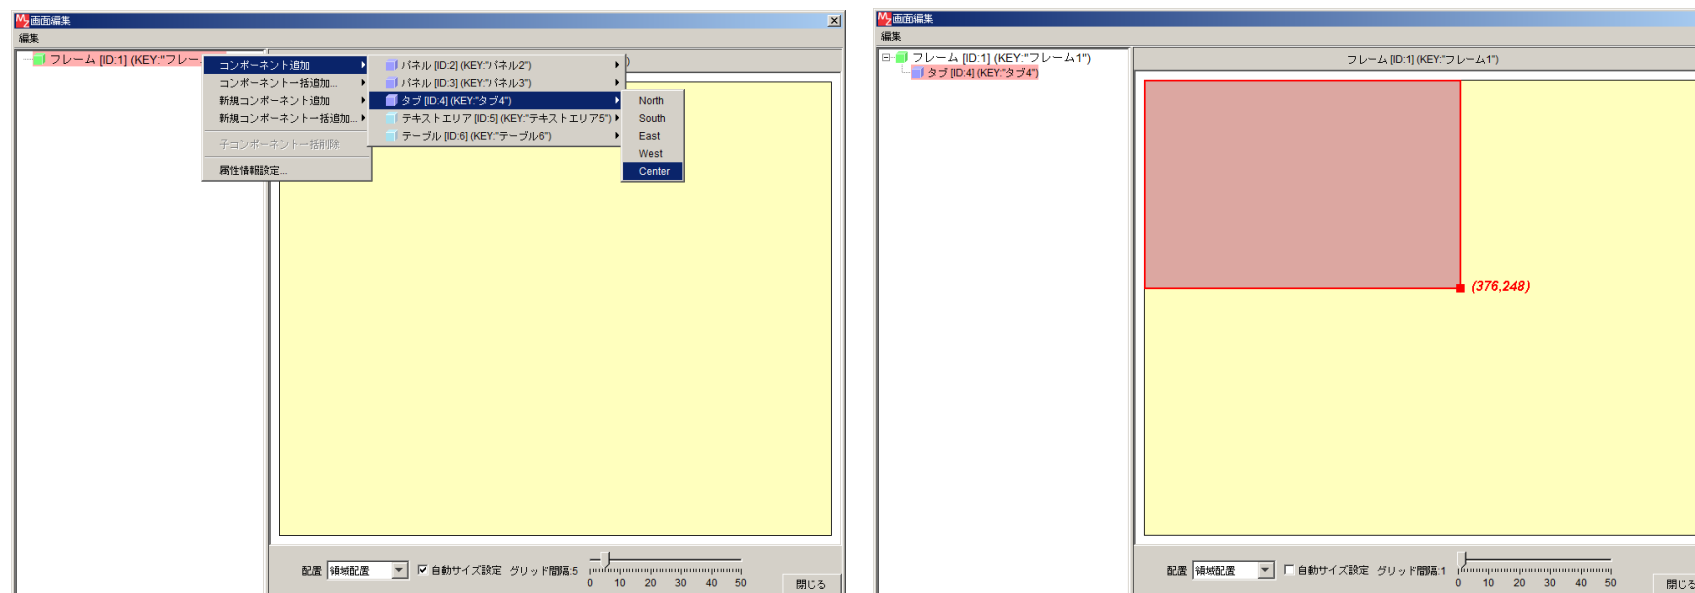 画面編集
編集
フレーム [ID:1] (KEY:"フレー
コンポーネント追加
コンポーネント一括追加...
新規コンポーネント追加
新規コンポーネント一括追加...
子コンポーネント一括削除
属性情報設定...
パネル [ID:2] (KEY:"パネル2")
パネル [ID:3] (KEY:"パネル3")
タブ [ID:4] (KEY:"タブ4")
テキストエリア [ID:5] (KEY:"テキストエリア5")
テーブル [ID:6] (KEY:"テーブル6")
North
South
East
West
Center
)
配置 領域配置 自動サイズ設定 グリッド間隔:5
0 10 20 30 40 50
閉じる
画面編集
編集
フレーム [ID:1] (KEY:"フレーム1")
タブ [ID:4] (KEY:"タブ4")
フレーム [ID:1] (KEY:"フレーム1")
(376,248)
配置 領域配置 自動サイズ設定 グリッド間隔:1
0 10 20 30 40 50
閉じる